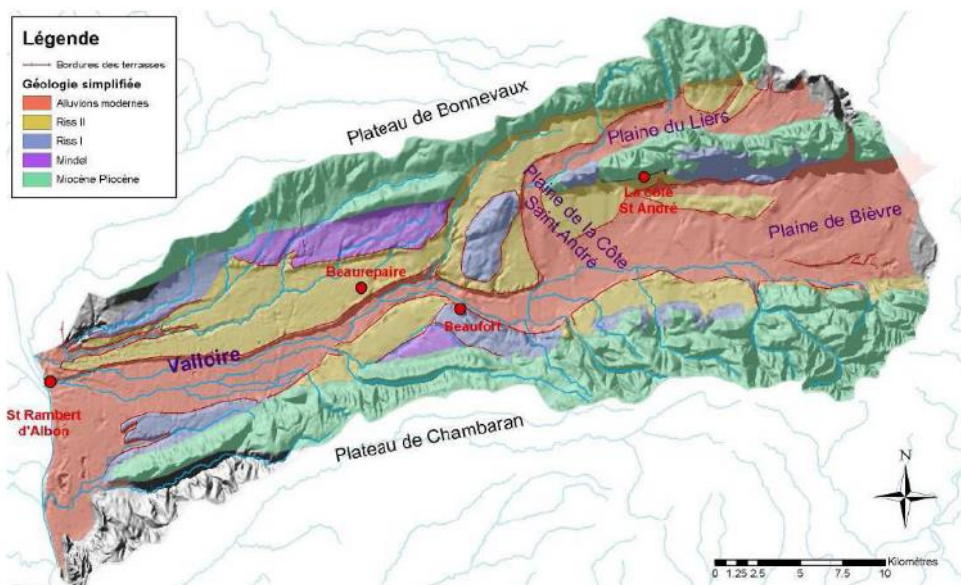 Légende
Bordures des terrasses
Géologie simplifiée
Alluvions modernes
Riss II
Riss I
Mindel
Miocène Pliocène
Plateau de Bonnevaux
Plaine du Liers
Plaine de la Côte
Saint André
La côte
St André
Plaine de Bièvre
Beaurepaire
Beaufort
Valloire
St Rambert
d'Albon
Plateau de Chambaran
N
Kilomètres
0 1.25 2.5 5 7.5 10